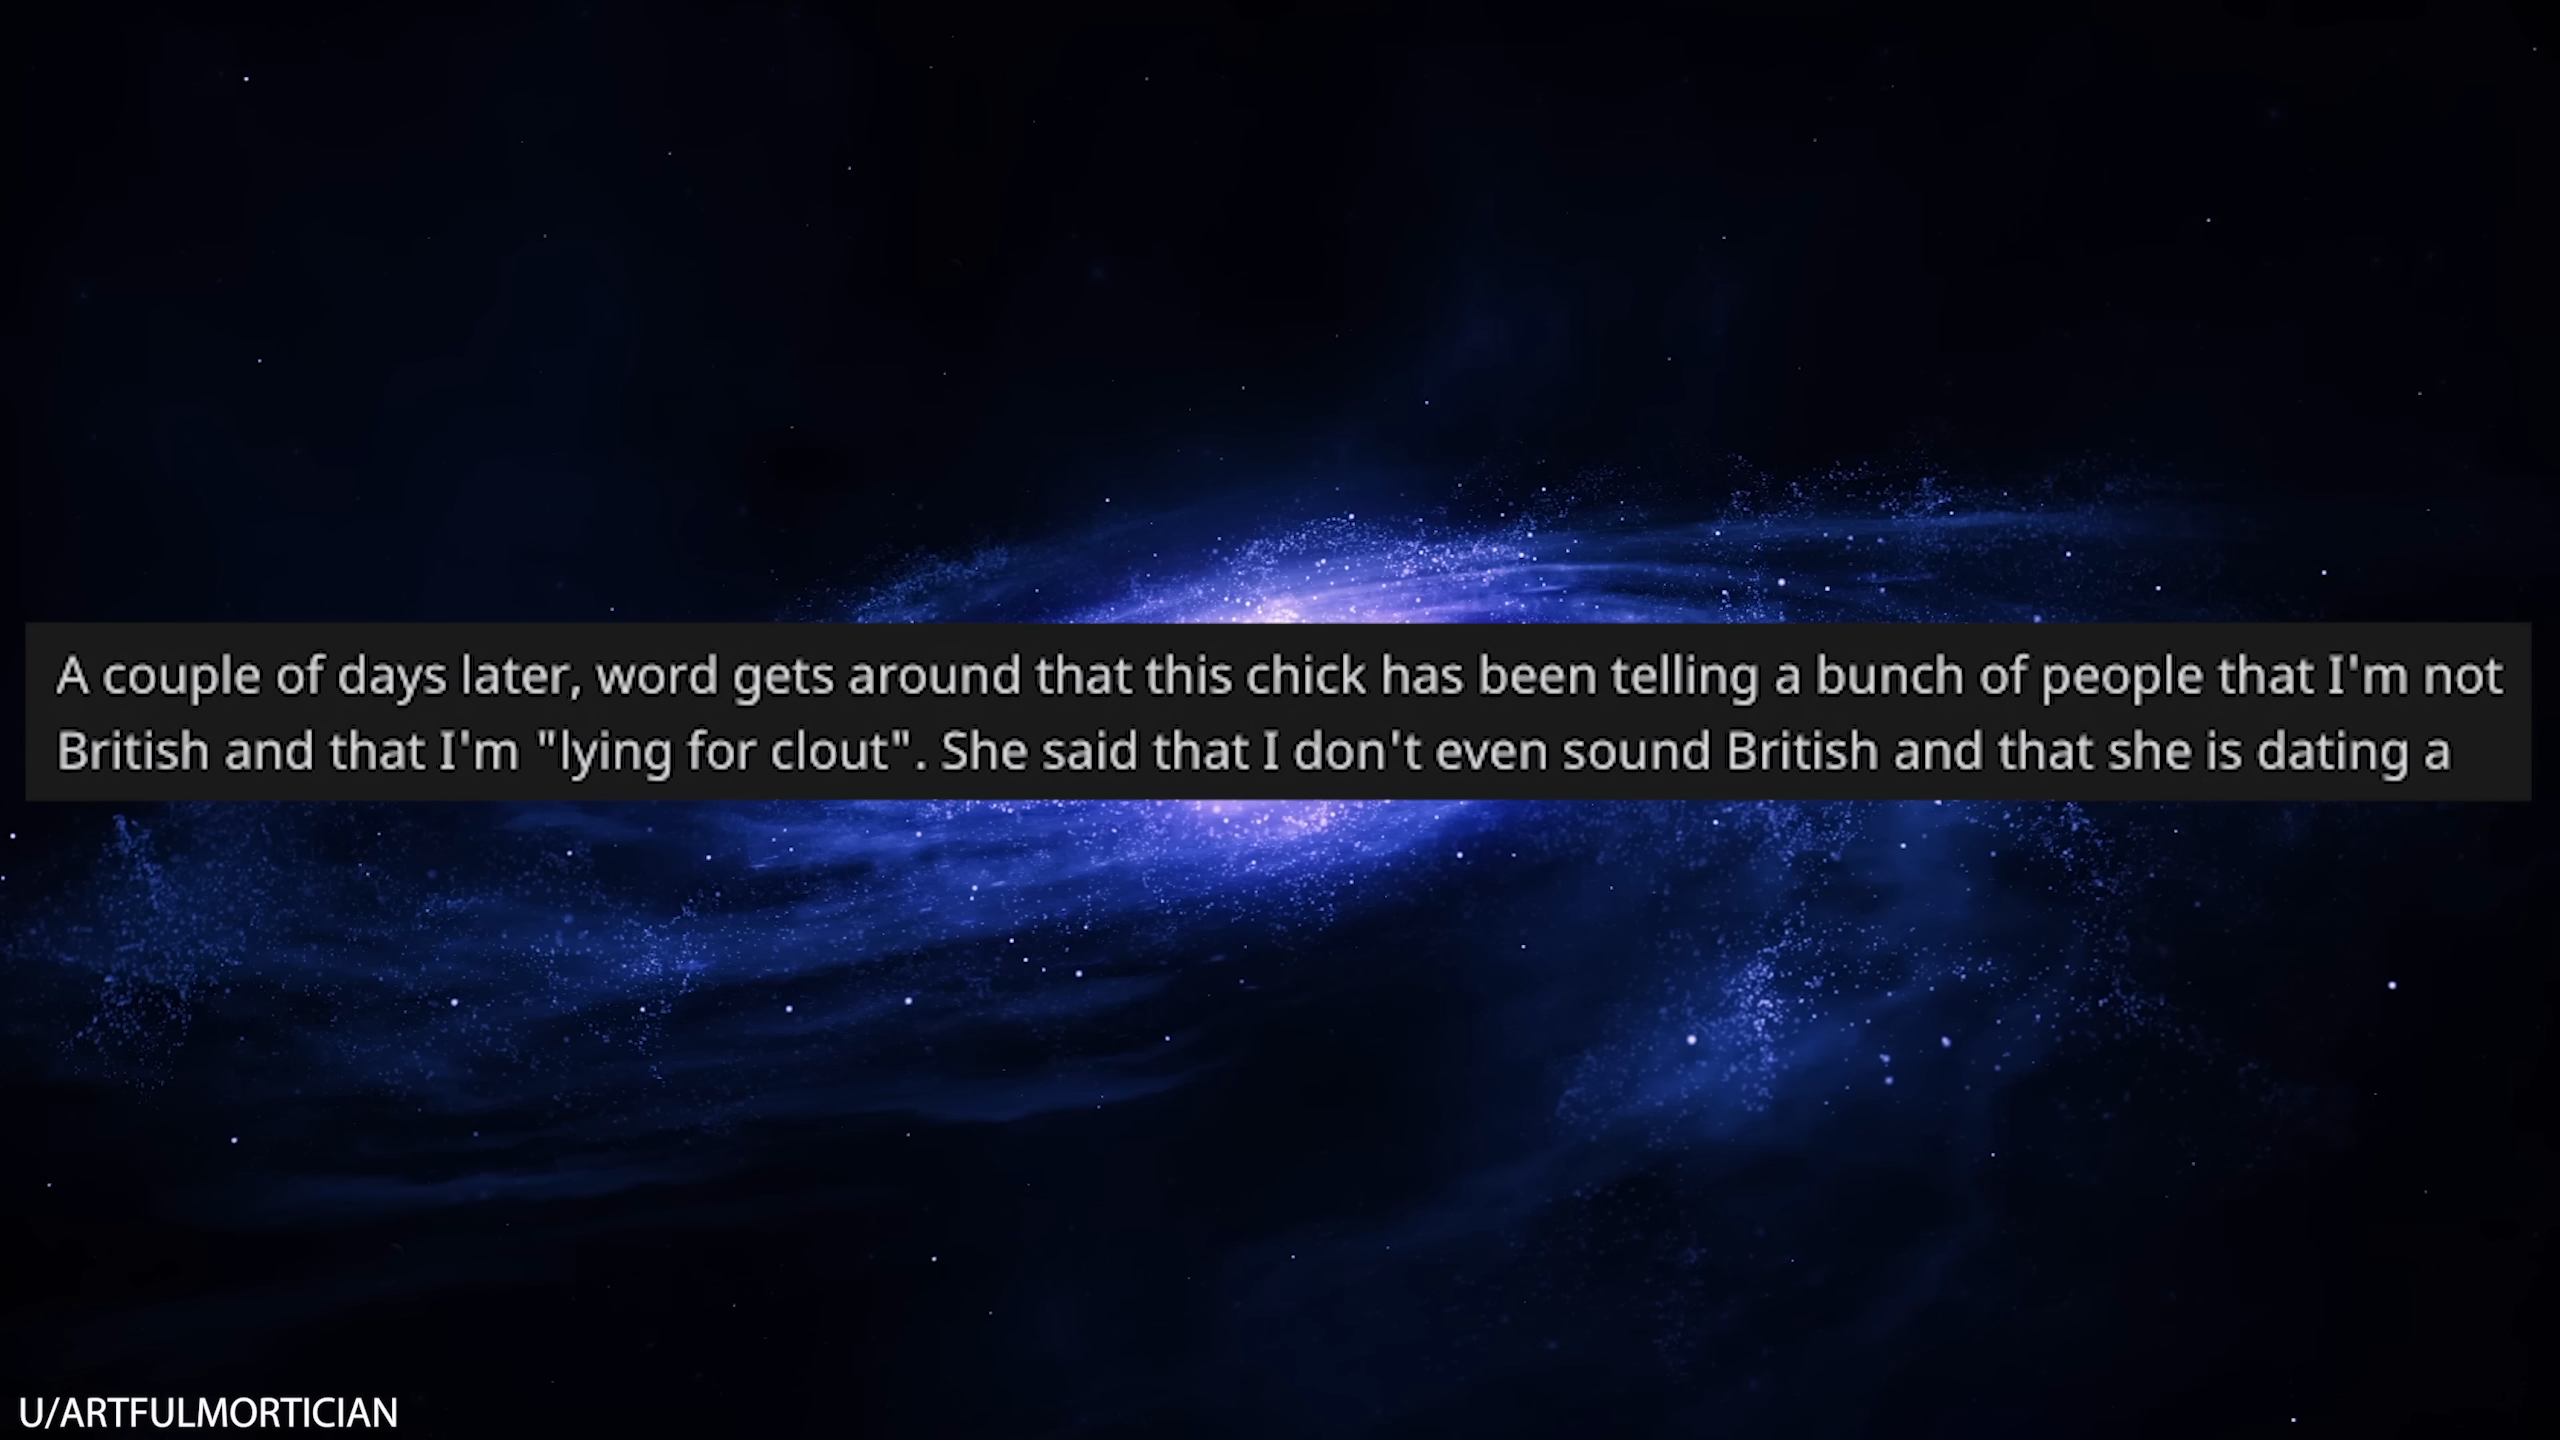 A couple of days later, word gets around that this chick has been telling a bunch of people that I'm not
British and that I'm "lying for clout". She said that I don't even sound British and that she is dating a
U/ARTFULMORTICIAN